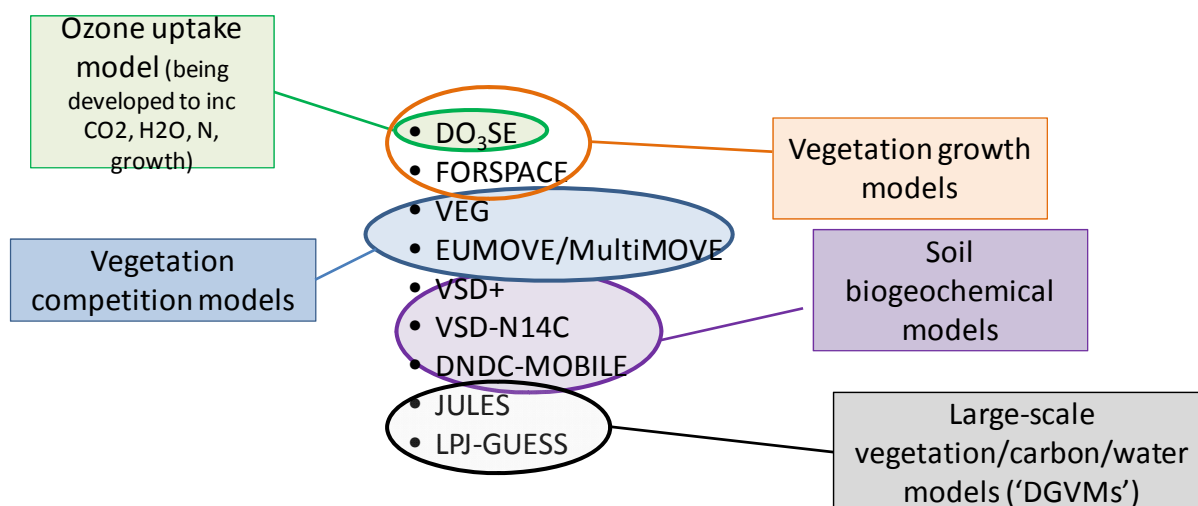 Ozone uptake
model (being
developed to inc
CO2, H2O, N,
growth)
• DO₃SE
• FORSPACE
• VEG
• EUMOVE/MultiMOVE
• VSD+
• VSD-N14C
• DNDC-MOBILE
• JULES
• LPJ-GUESS
Vegetation growth
models
Vegetation
competition models
Soil
biogeochemical
models
Large-scale
vegetation/carbon/water
models (‘DGVMs’)